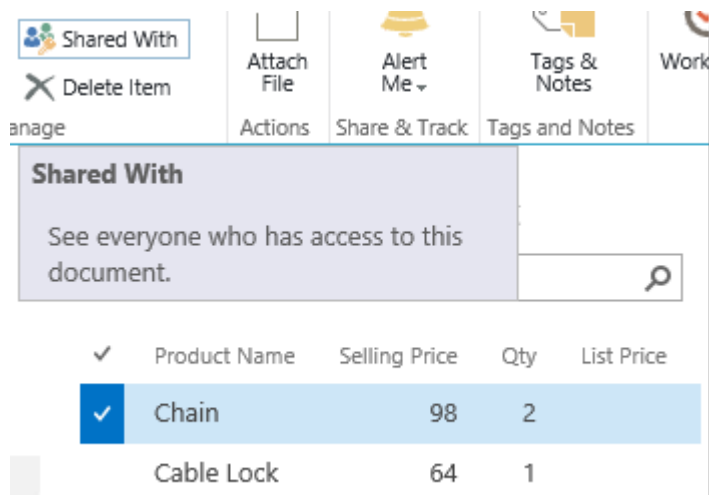 Shared With
Delete Item
Attach
File
Alert
Me
Tags &
Notes
Work
anage
Actions
Share & Track
Tags and Notes
Shared With
See everyone who has access to this
document.
Product Name Selling Price Qty List Price
Chain 98 2
Cable Lock 64 1